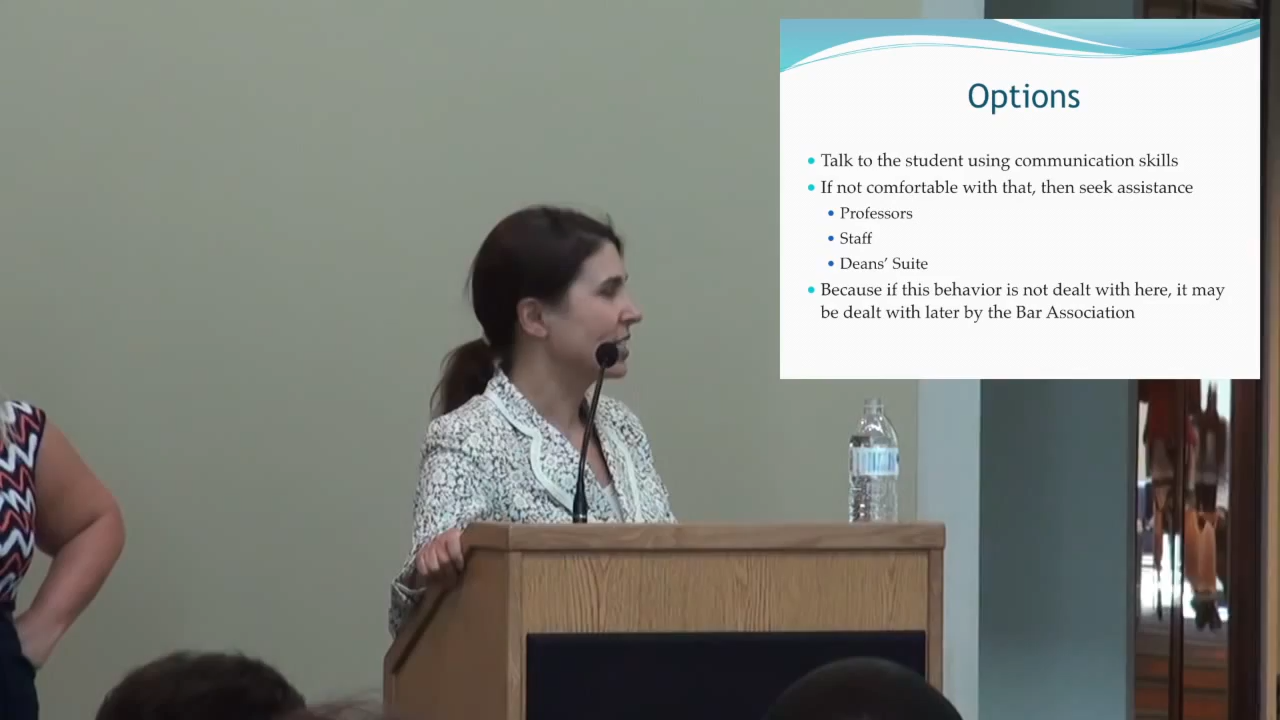 Options
• Talk to the student using communication skills
• If not comfortable with that, then seek assistance
• Professors
• Staff
• Deans’ Suite
• Because if this behavior is not dealt with here, it may
be dealt with later by the Bar Association